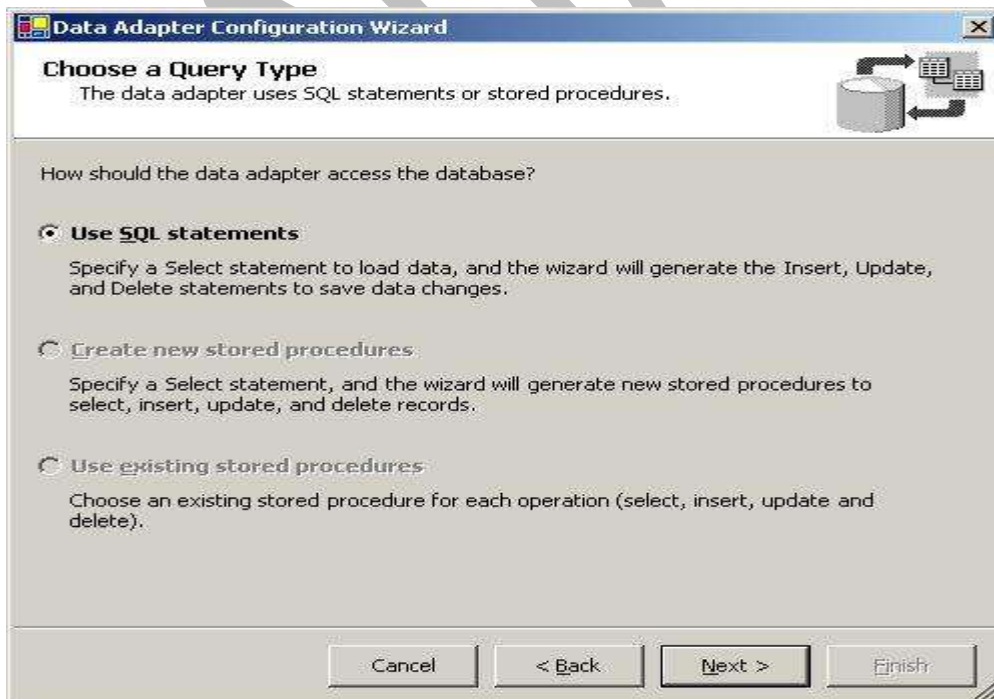 Data Adapter Configuration Wizard
Choose a Query Type
The data adapter uses SQL statements or stored procedures.
How should the data adapter access the database?
Use SQL statements
Specify a Select statement to load data, and the wizard will generate the Insert, Update,
and Delete statements to save data changes.
Create new stored procedures
Specify a Select statement, and the wizard will generate new stored procedures to
select, insert, update, and delete records.
Use existing stored procedures
Choose an existing stored procedure for each operation (select, insert, update and
delete).
Cancel < Back Next > Finish